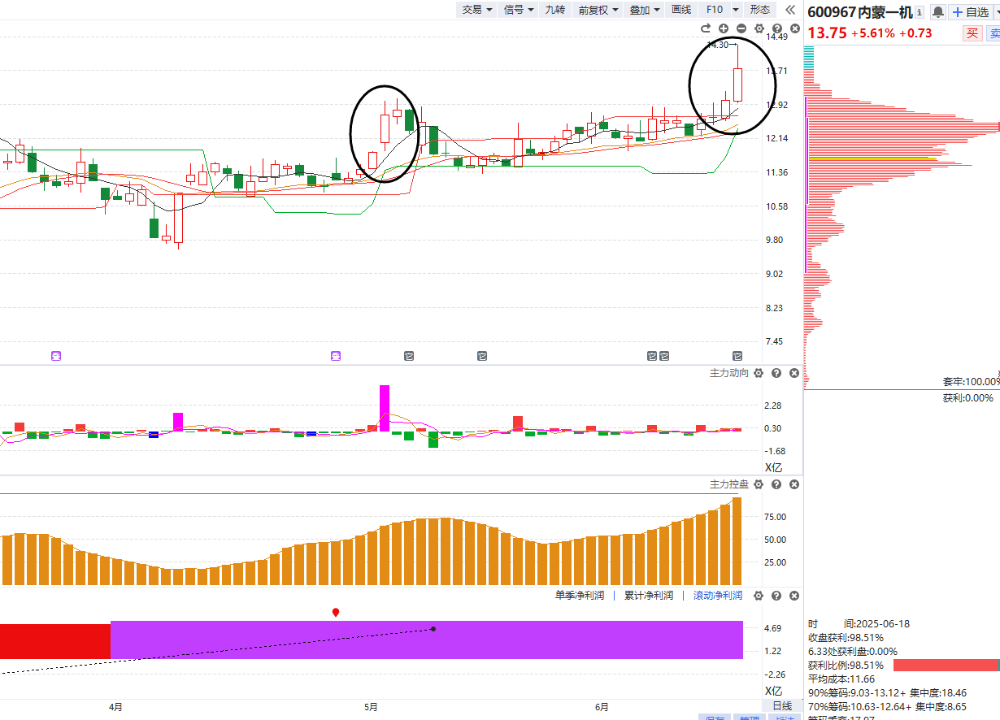 交易 信号 九转 前复权 叠加 画线 F10 形态
600967 内蒙一机
自选
13.75 +5.61% +0.73
买 卖
14.49
14.30
13.71
12.92
12.14
11.36
10.58
9.80
9.02
8.23
7.45
套牢:100.00%
获利:0.00%
主力动向
2.28
0.30
-1.68
X亿
主力控盘
75.00
50.00
25.00
单季净利润 | 累计净利润 | 滚动净利润
4.69
1.22
-2.26
X亿
4月 5月 6月 日线
时 间:2025-06-18
收盘获利:98.51%
6.33处获利盘:0.00%
获利比例:98.51%
平均成本:11.66
90%筹码:9.03-13.12+ 集中度:18.46
70%筹码:10.63-12.64+ 集中度:8.65